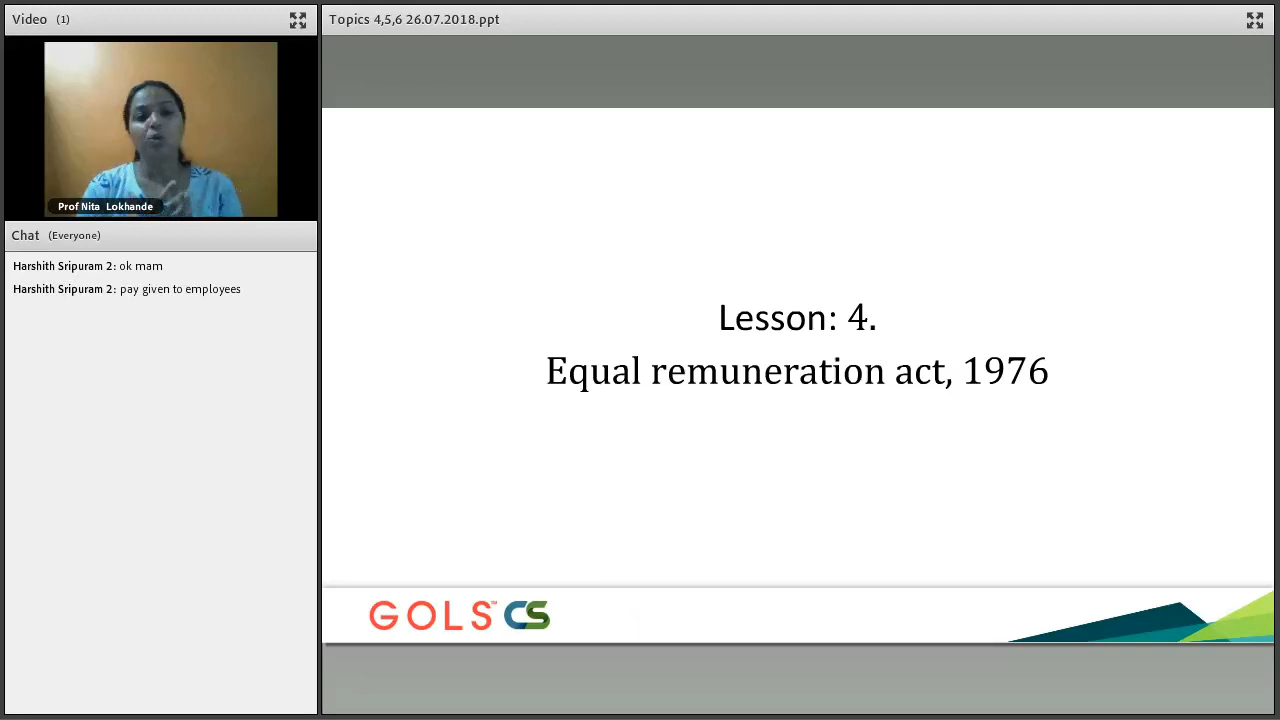 Video (1)
Prof Nita Lokhande
Chat (Everyone)
Harshith Sripuram 2: ok mam
Harshith Sripuram 2: pay given to employees
Topics 4,5,6 26.07.2018.ppt
Lesson: 4.
Equal remuneration act, 1976
GOLS™ CS